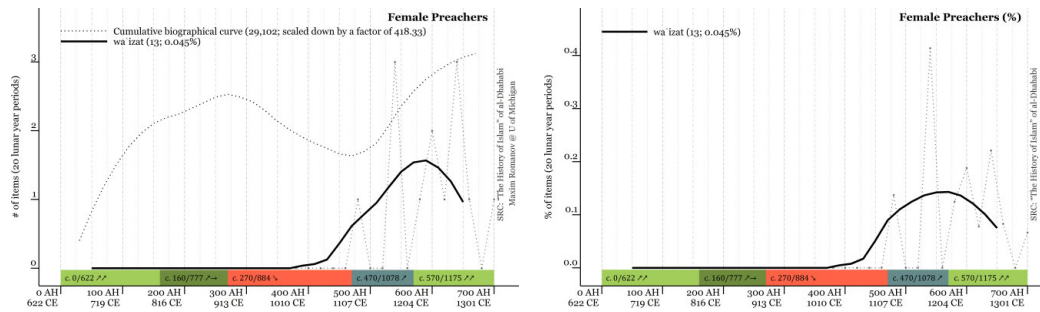 Female Preachers
Cumulative biographical curve (29,102; scaled down by a factor of 418.33)
waʿizat (13; 0.045%)
# of items (20 lunar year periods)
3
2
1
0
c. 0/622 ↗↗
c. 160/777 ↗→
c. 270/884 ↘
c. 470/1078 ↗
c. 570/1175 ↗↗
0 AH 100 AH 200 AH 300 AH 400 AH 500 AH 600 AH 700 AH
622 CE 719 CE 816 CE 913 CE 1010 CE 1107 CE 1204 CE 1301 CE
SRC: "The History of Islam" of al-Dhahabi
Maxim Romanov @ U of Michigan
Female Preachers (%)
waʿizat (13; 0.045%)
% of items (20 lunar year periods)
0.4
0.3
0.2
0.1
0.0
c. 0/622 ↗↗
c. 160/777 ↗→
c. 270/884 ↘
c. 470/1078 ↗
c. 570/1175 ↗↗
0 AH 100 AH 200 AH 300 AH 400 AH 500 AH 600 AH 700 AH
622 CE 719 CE 816 CE 913 CE 1010 CE 1107 CE 1204 CE 1301 CE
SRC: "The History of Islam" of al-Dhahabi
Maxim Romanov @ U of Michigan